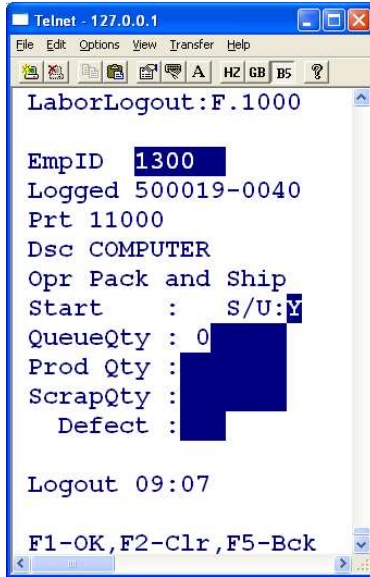 Telnet - 127.0.0.1
File Edit Options View Transfer Help
A HZ GB B5 ?
LaborLogout:F.1000
EmpID 1300
Logged 500019-0040
Prt 11000
Dsc COMPUTER
Opr Pack and Ship
Start : S/U:Y
QueueQty : 0
Prod Qty :
ScrapQty :
Defect :
Logout 09:07
F1-OK,F2-Clr,F5-Bck